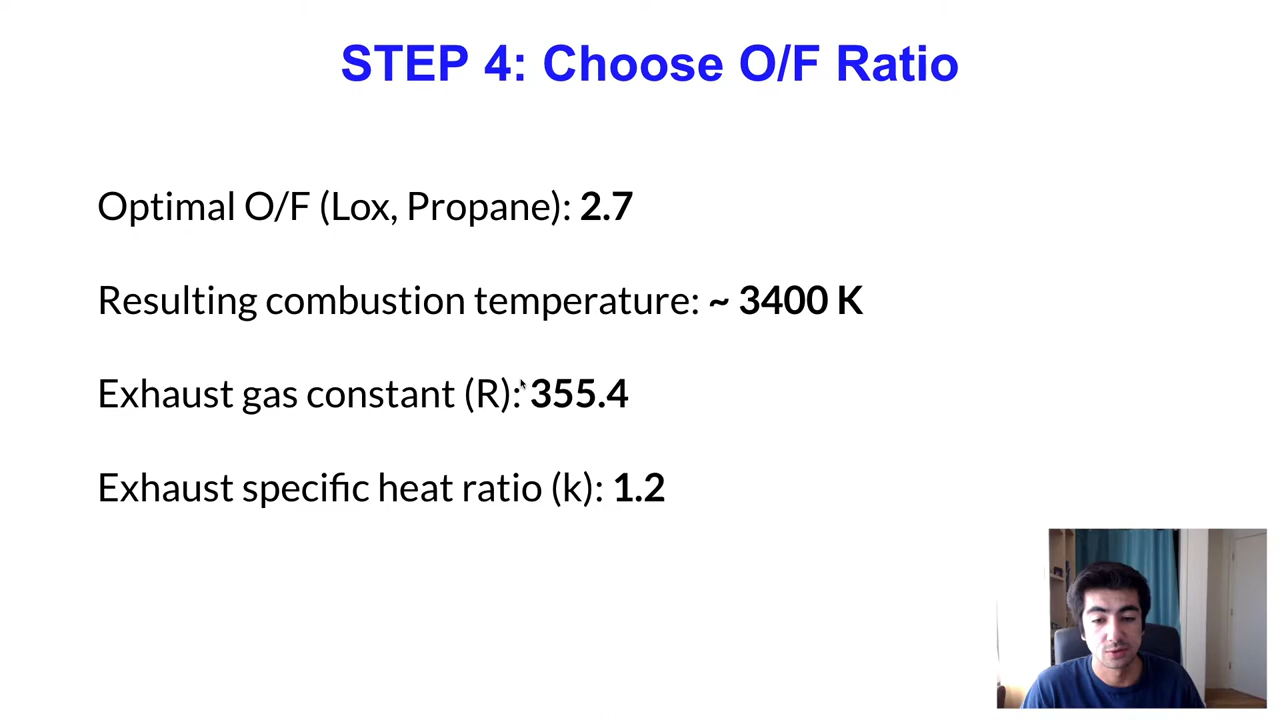 STEP 4: Choose O/F Ratio
Optimal O/F (Lox, Propane): 2.7
Resulting combustion temperature: ~ 3400 K
Exhaust gas constant (R): 355.4
Exhaust specific heat ratio (k): 1.2